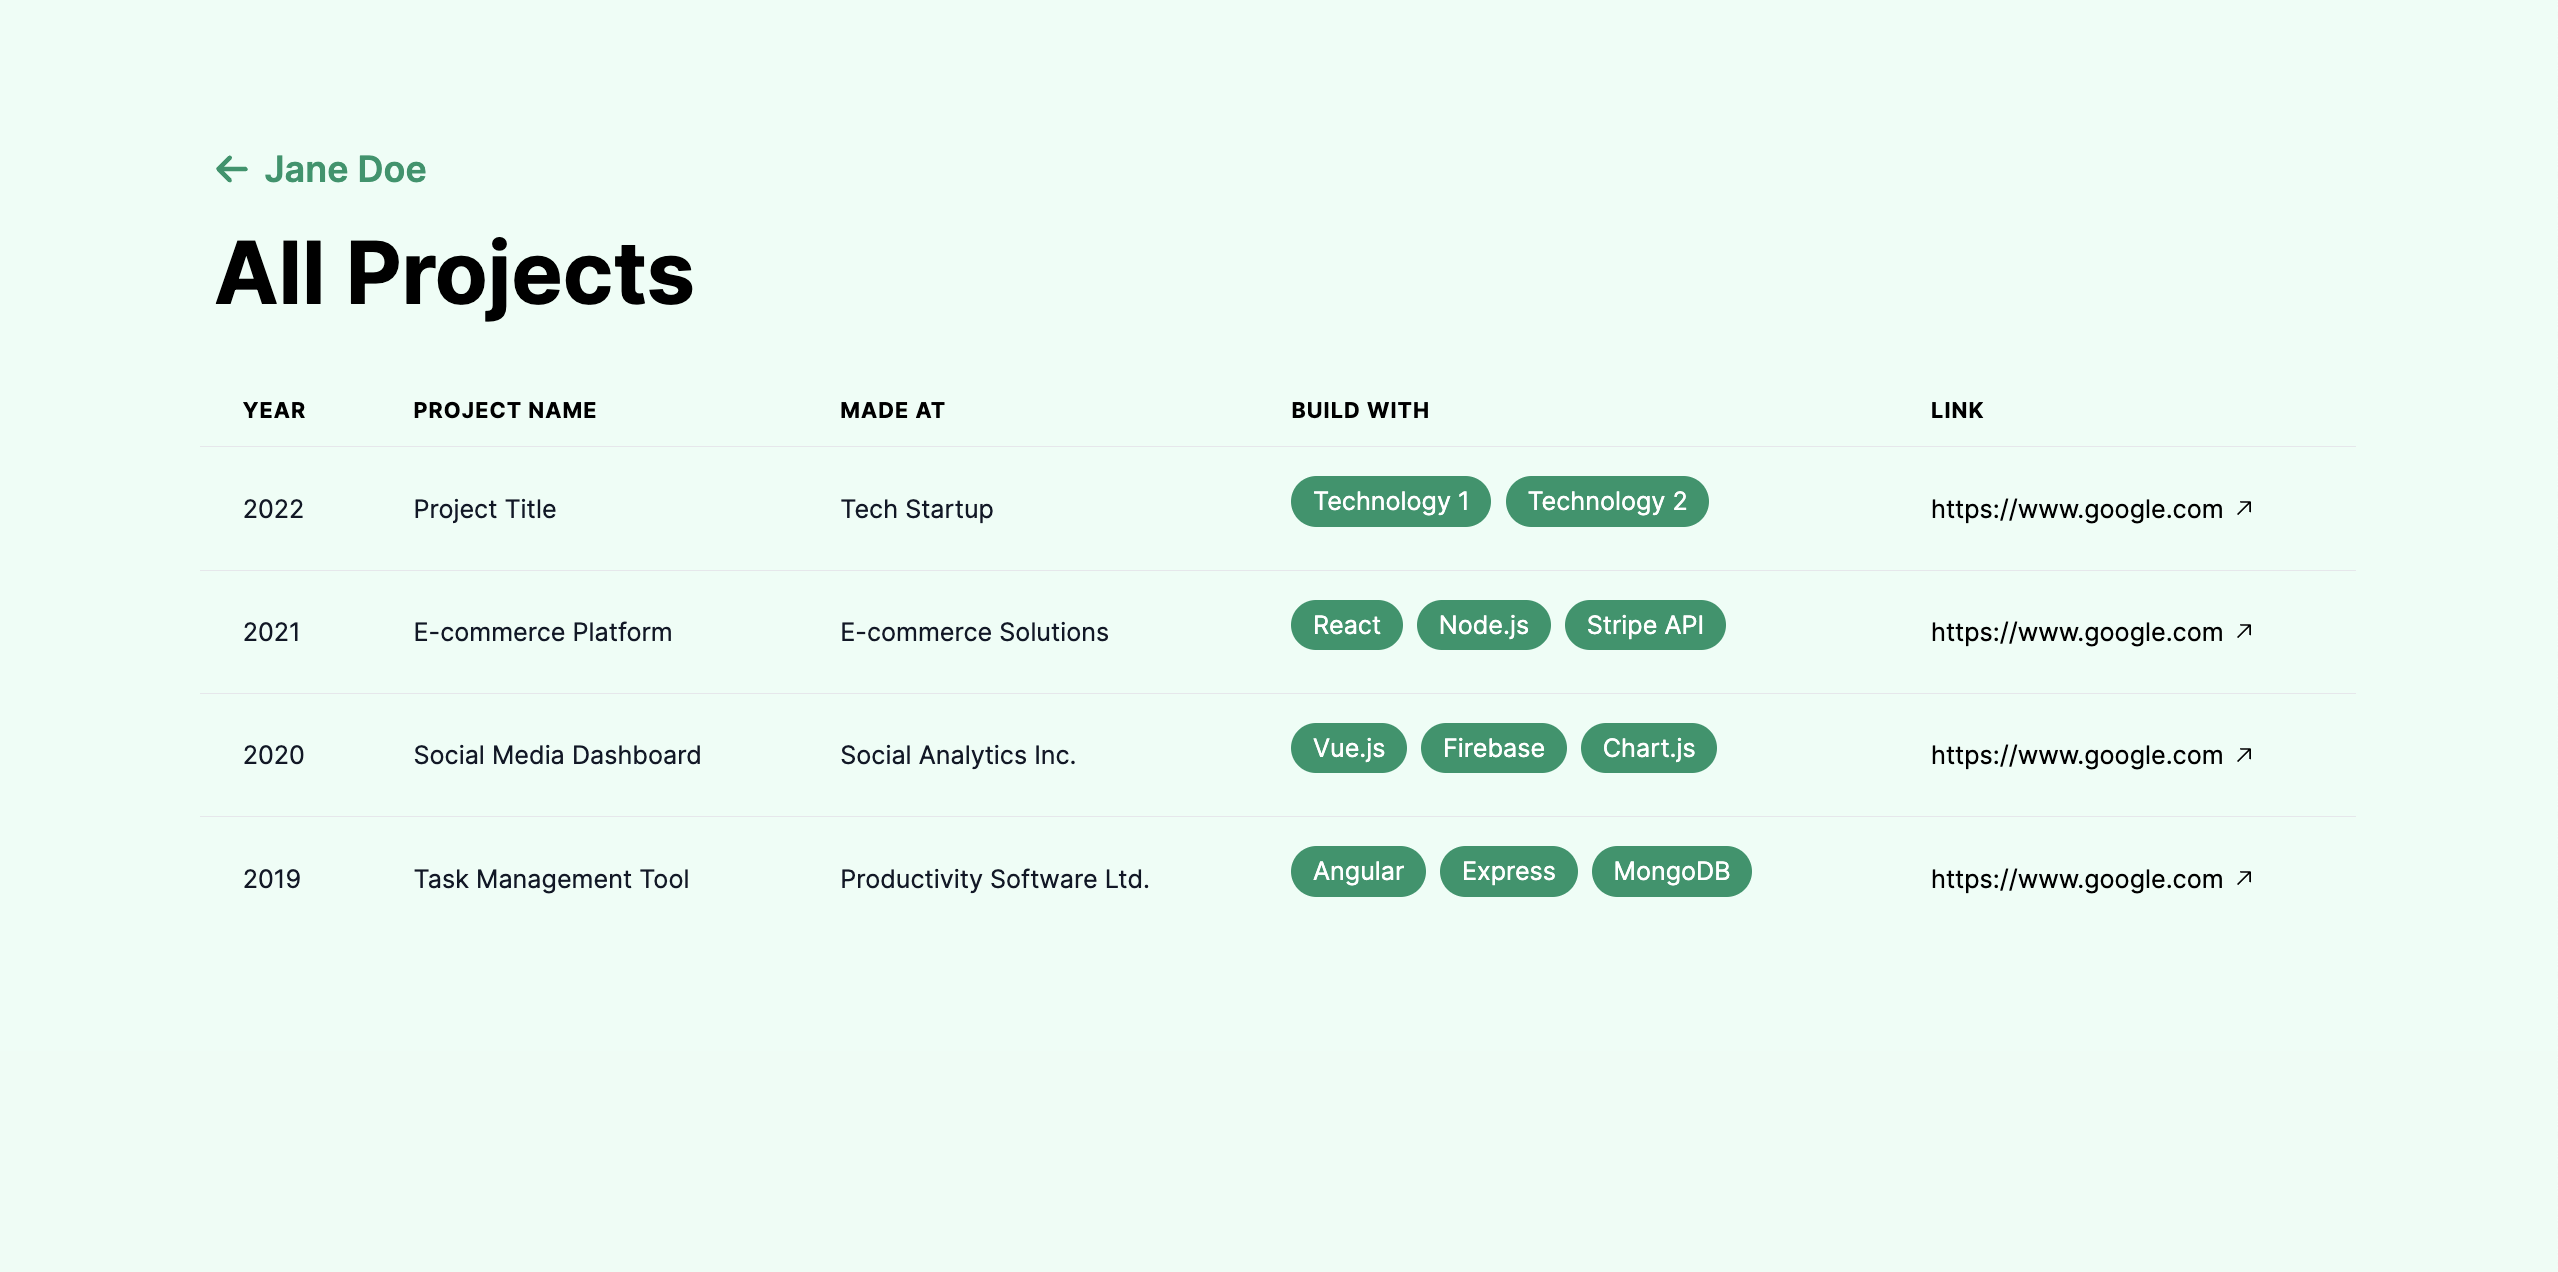 ← Jane Doe
All Projects
YEAR PROJECT NAME MADE AT BUILD WITH LINK
2022 Project Title Tech Startup Technology 1 Technology 2 https://www.google.com ↗
2021 E-commerce Platform E-commerce Solutions React Node.js Stripe API https://www.google.com ↗
2020 Social Media Dashboard Social Analytics Inc. Vue.js Firebase Chart.js https://www.google.com ↗
2019 Task Management Tool Productivity Software Ltd. Angular Express MongoDB https://www.google.com ↗